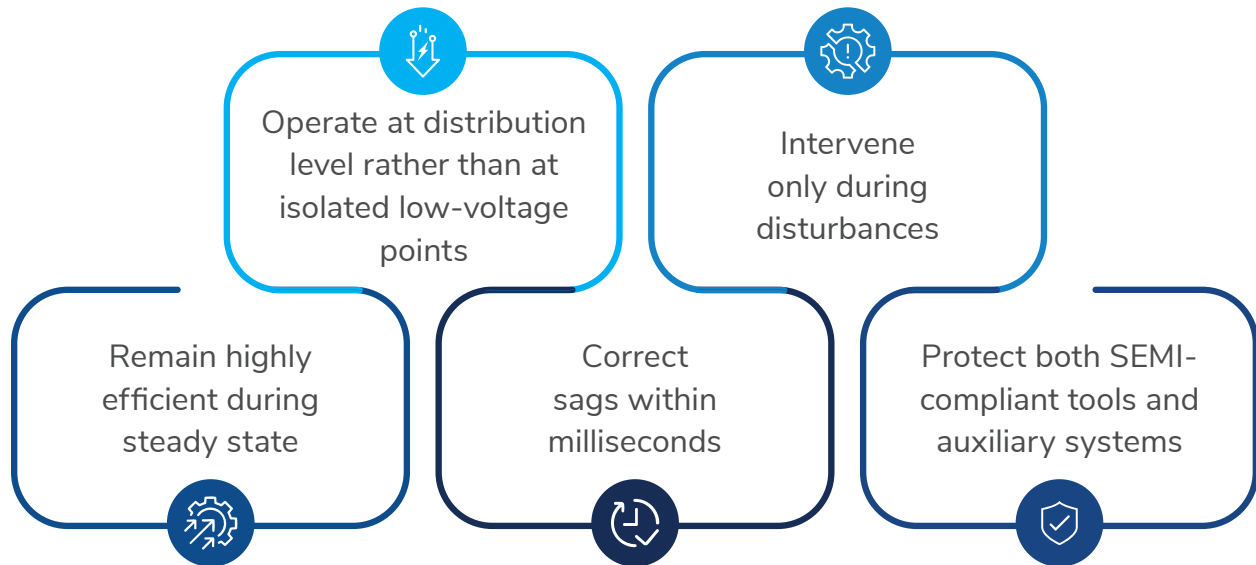 Operate at distribution
level rather than at
isolated low-voltage
points
Intervene
only during
disturbances
Remain highly
efficient during
steady state
Correct
sags within
milliseconds
Protect both SEMI-
compliant tools and
auxiliary systems